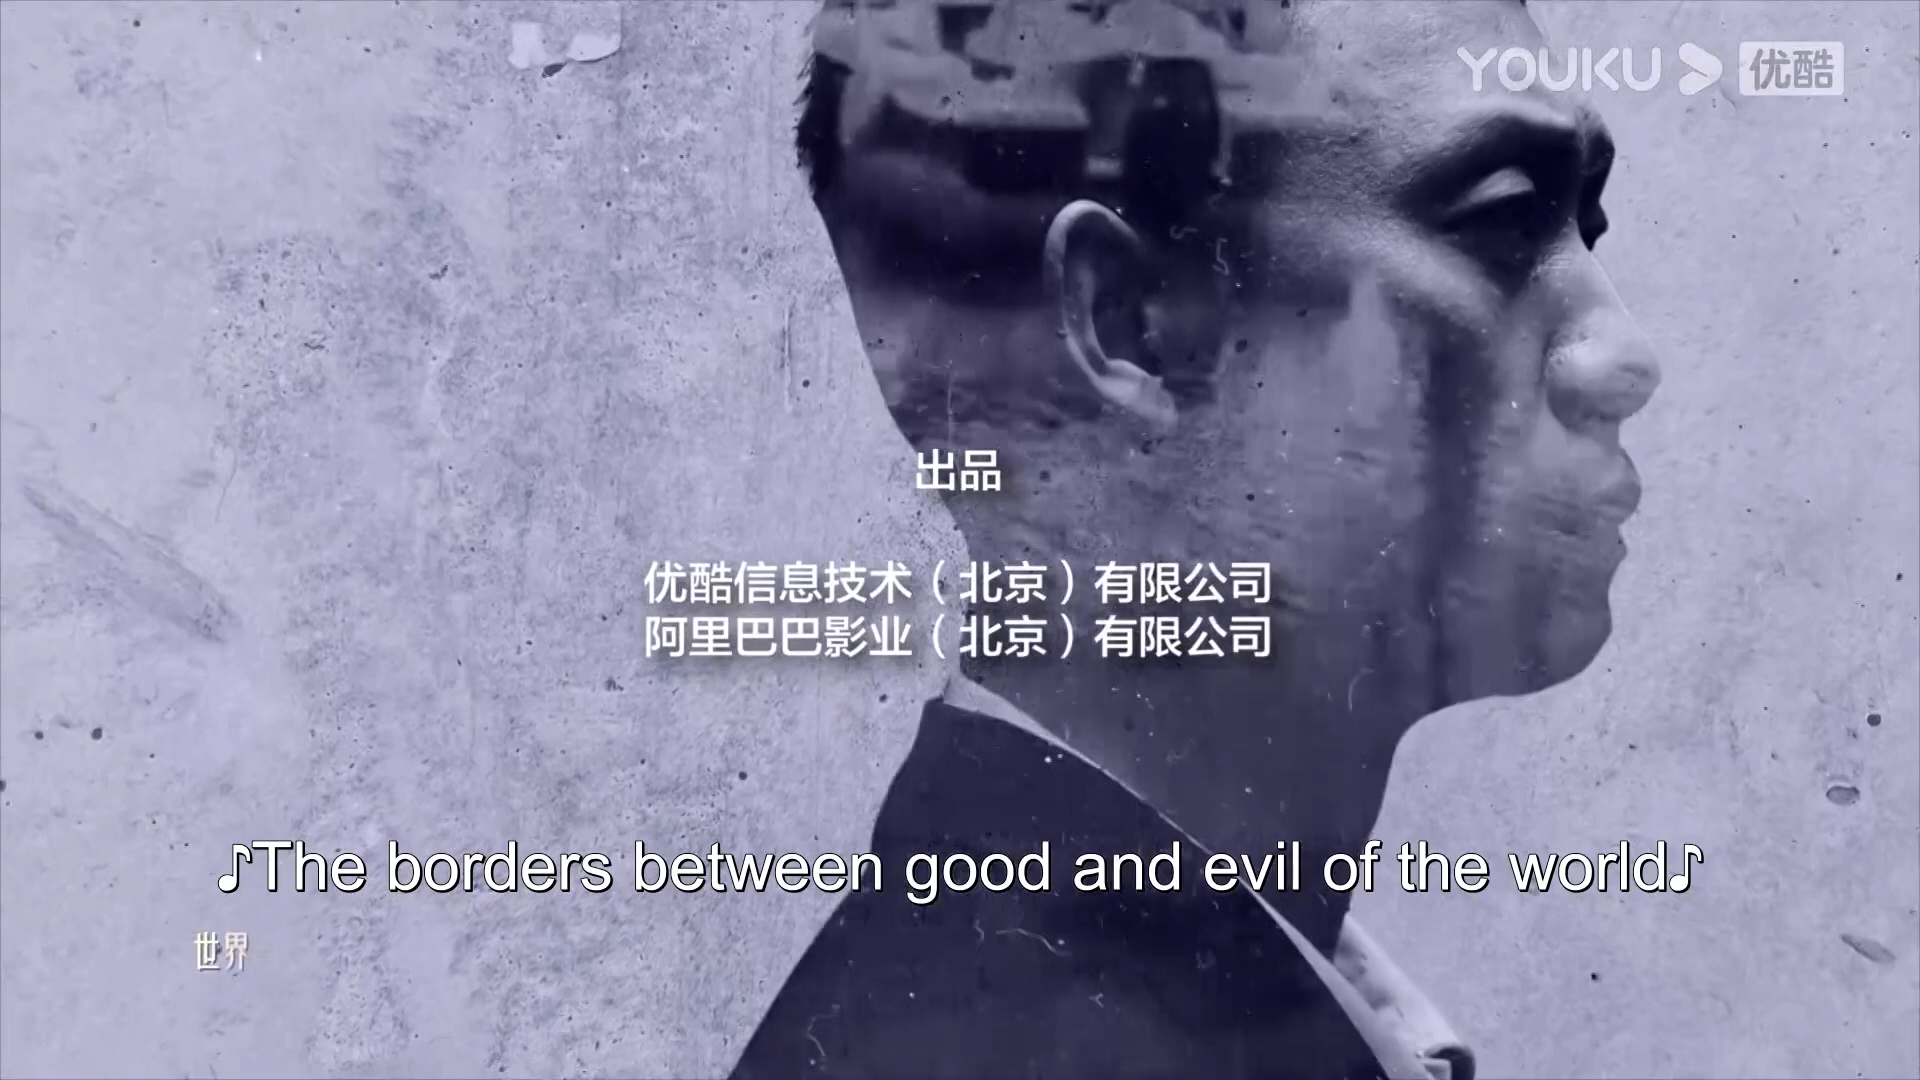 YOUKU 优酷
出品
优酷信息技术（北京）有限公司
阿里巴巴影业（北京）有限公司
♪The borders between good and evil of the world♪
世界